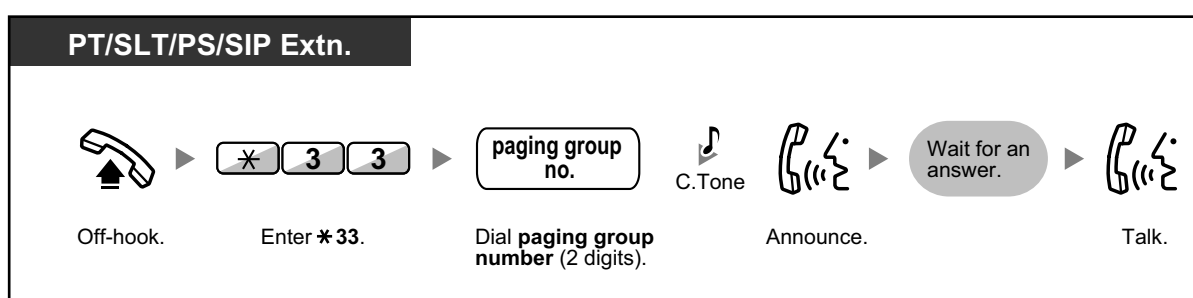 PT/SLT/PS/SIP Extn.
✳ 3 3
paging group
no.
C.Tone
Wait for an
answer.
Off-hook.
Enter ✳33.
Dial paging group
number (2 digits).
Announce.
Talk.